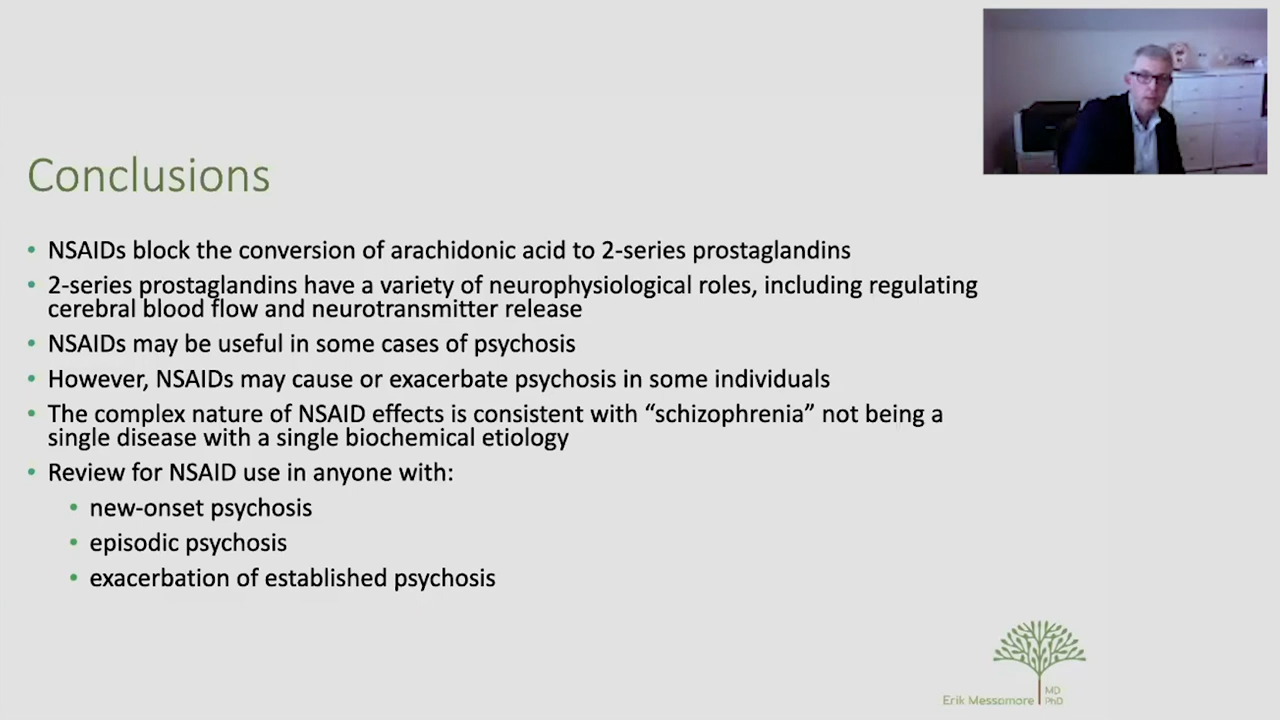 Conclusions
• NSAIDs block the conversion of arachidonic acid to 2-series prostaglandins
• 2-series prostaglandins have a variety of neurophysiological roles, including regulating
cerebral blood flow and neurotransmitter release
• NSAIDs may be useful in some cases of psychosis
• However, NSAIDs may cause or exacerbate psychosis in some individuals
• The complex nature of NSAID effects is consistent with “schizophrenia” not being a
single disease with a single biochemical etiology
• Review for NSAID use in anyone with:
• new-onset psychosis
• episodic psychosis
• exacerbation of established psychosis
Erik Messamore MD
PhD